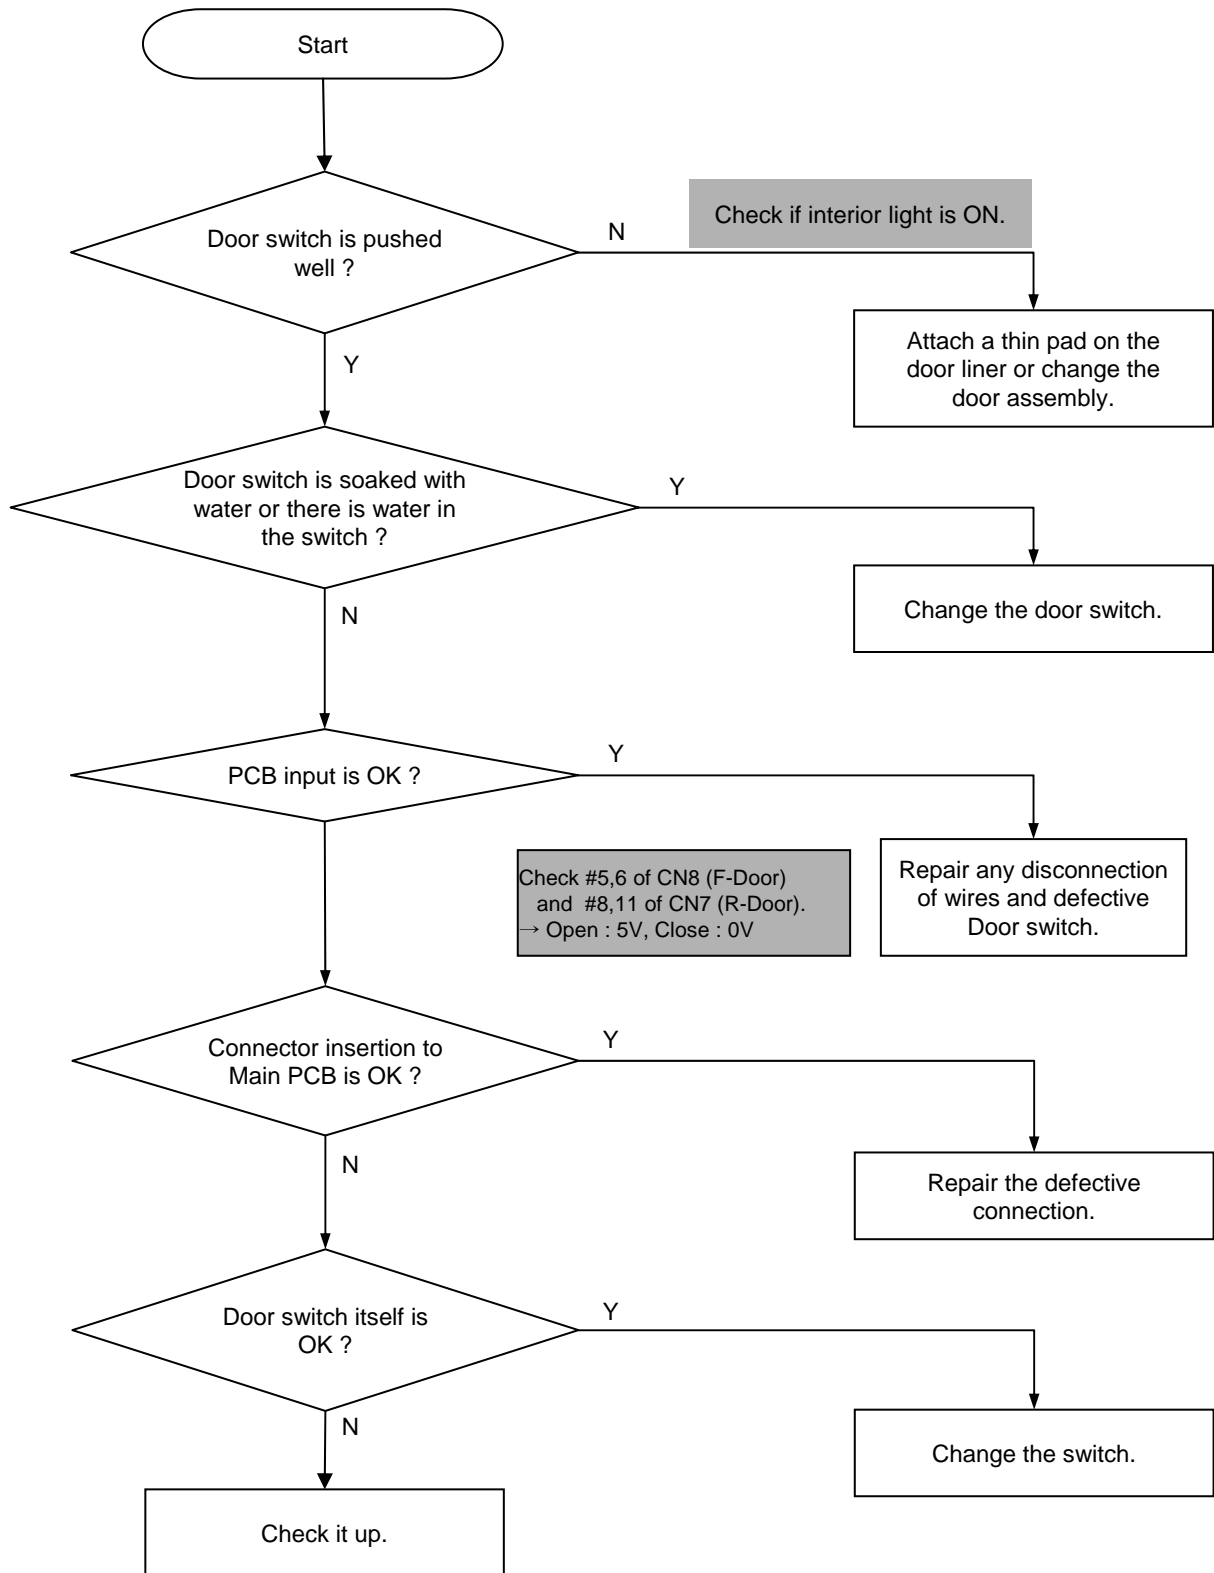 Start
Check if interior light is ON.
Door switch is pushed
well ?
N
Attach a thin pad on the
door liner or change the
door assembly.
Y
Door switch is soaked with
water or there is water in
the switch ?
Y
Change the door switch.
N
PCB input is OK ?
Y
Check #5,6 of CN8 (F-Door)
and #8,11 of CN7 (R-Door).
→ Open : 5V, Close : 0V
Repair any disconnection
of wires and defective
Door switch.
Connector insertion to
Main PCB is OK ?
Y
N
Repair the defective
connection.
Door switch itself is
OK ?
Y
N
Change the switch.
Check it up.